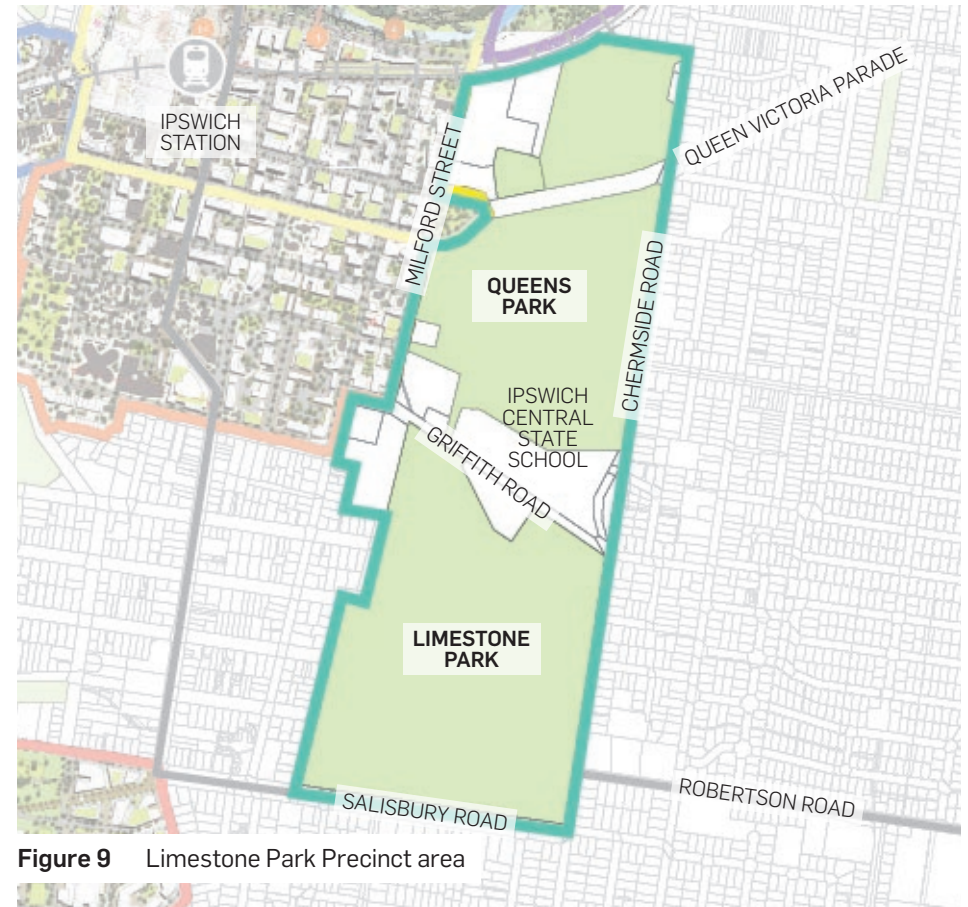 IPSWICH
STATION
MILFORD STREET
QUEEN VICTORIA PARADE
QUEENS
PARK
CHERMSIDE ROAD
IPSWICH
CENTRAL
STATE
SCHOOL
GRIFFITH ROAD
LIMESTONE
PARK
SALISBURY ROAD
ROBERTSON ROAD
Figure 9 Limestone Park Precinct area